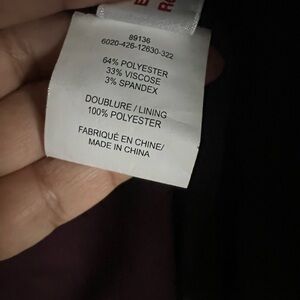 89136
6020-426-12630-322
64% POLYESTER
33% VISCOSE
3% SPANDEX
DOUBLURE / LINING
100% POLYESTER
FABRIQUÉ EN CHINE/
MADE IN CHINA